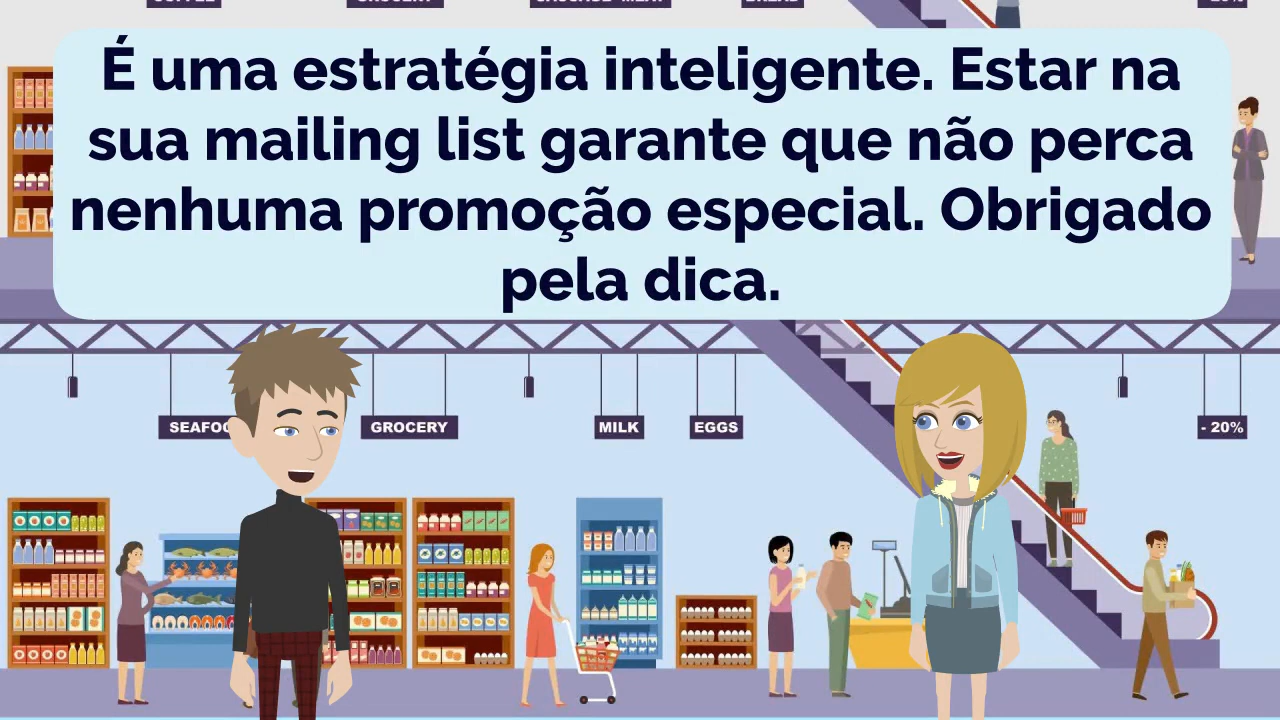 É uma estratégia inteligente. Estar na
sua mailing list garante que não perca
nenhuma promoção especial. Obrigado
pela dica.
GROCERY
MILK
EGGS
- 20%